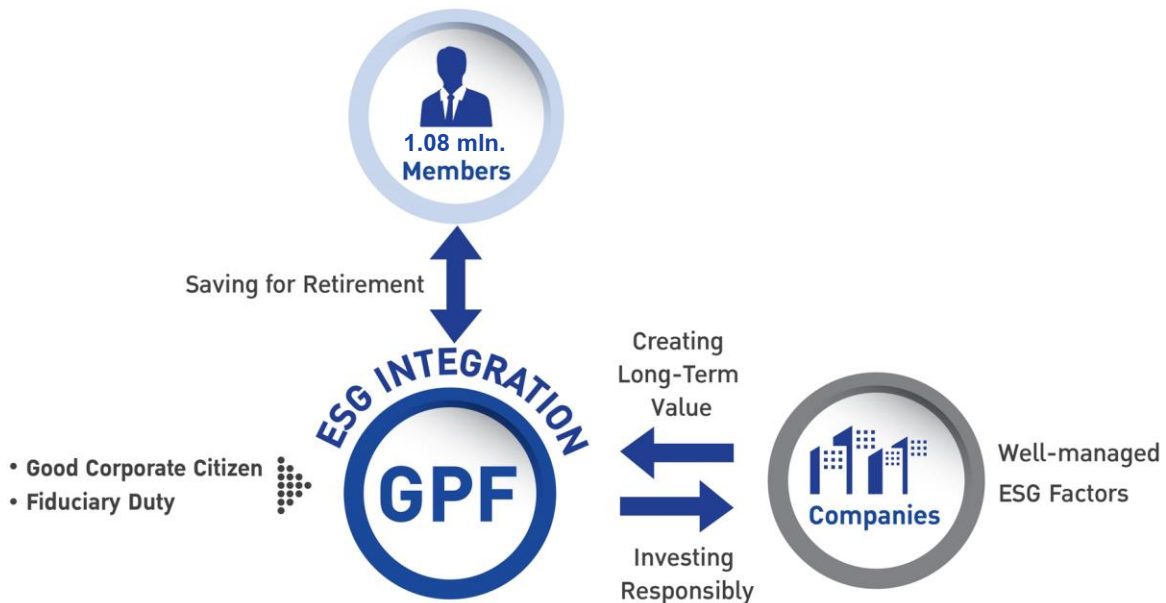 1.08 mln.
Members
Saving for Retirement
ESG INTEGRATION
GPF
• Good Corporate Citizen
• Fiduciary Duty
Creating
Long-Term
Value
Investing
Responsibly
Companies
Well-managed
ESG Factors